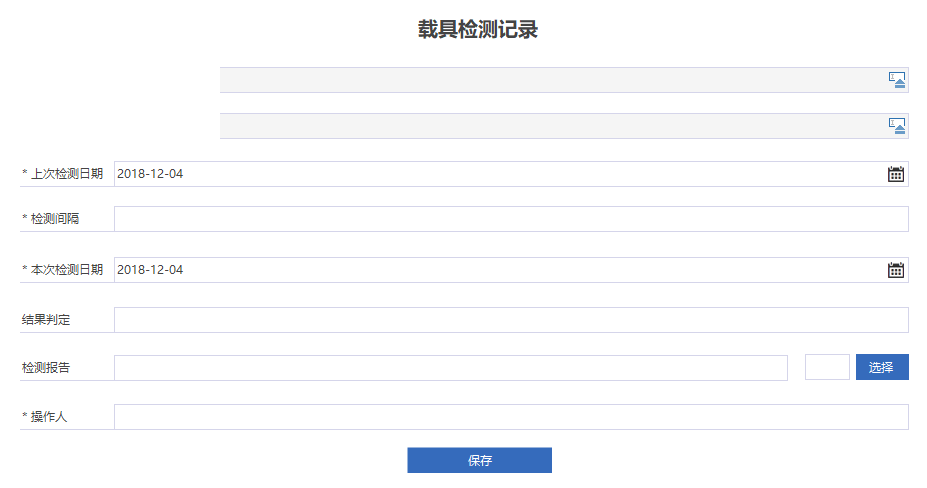 载具检测记录
* 上次检测日期 2018-12-04
* 检测间隔
* 本次检测日期 2018-12-04
结果判定
检测报告 选择
* 操作人
保存